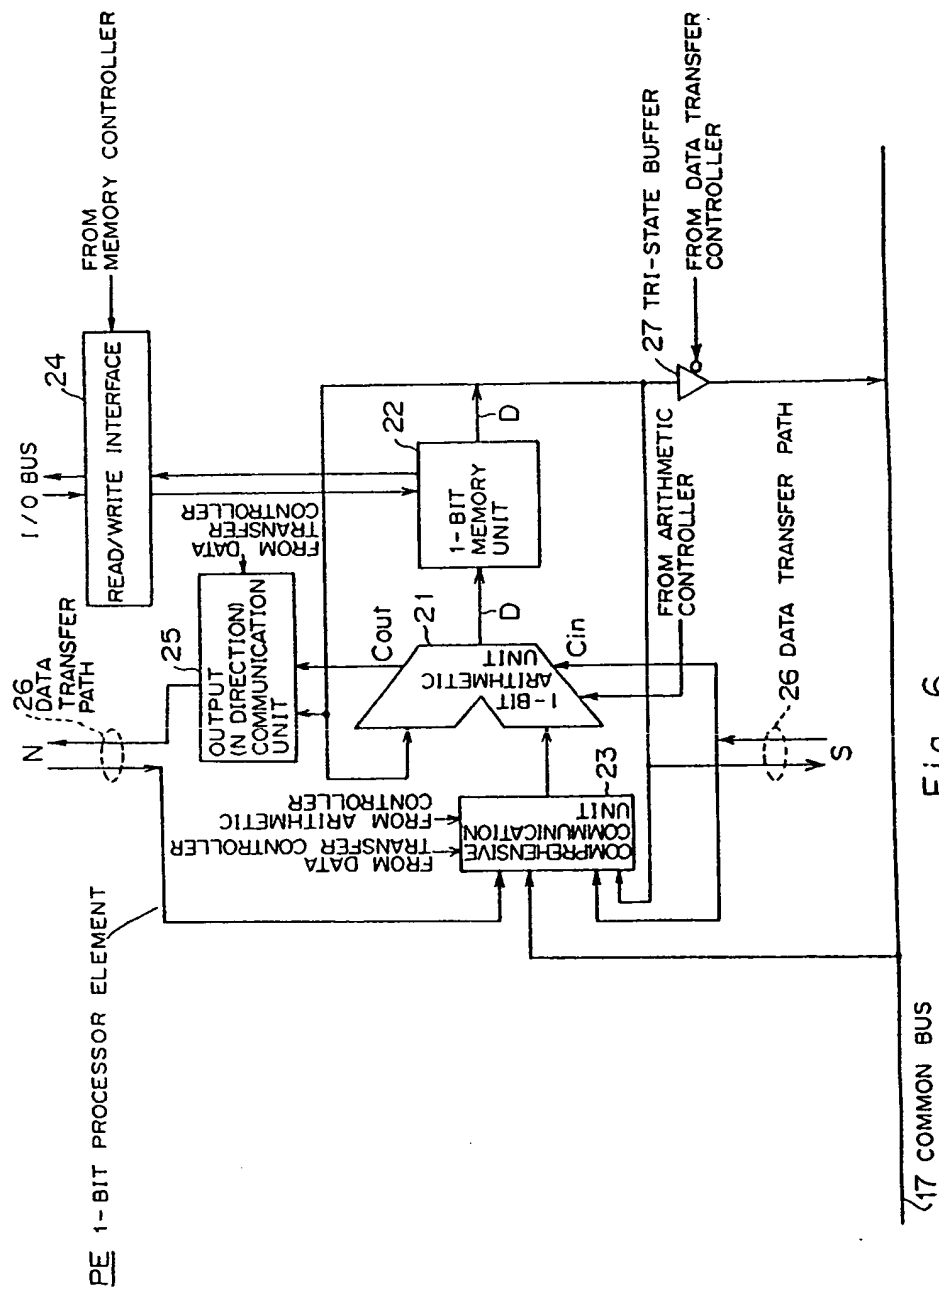 PE 1-BIT PROCESSOR ELEMENT
N
26
DATA
TRANSFER
PATH
I/O BUS
24
READ/WRITE INTERFACE
FROM
MEMORY CONTROLLER
25
OUTPUT
(N DIRECTION)
COMMUNICATION
UNIT
FROM DATA
TRANSFER
CONTROLLER
Cout
21
1-BIT
ARITHMETIC
UNIT
Cin
D
22
1-BIT
MEMORY
UNIT
D
FROM DATA
TRANSFER CONTROLLER
FROM ARITHMETIC
CONTROLLER
23
COMPREHENSIVE
COMMUNICATION
UNIT
FROM ARITHMETIC
CONTROLLER
27 TRI-STATE BUFFER
FROM DATA TRANSFER
CONTROLLER
26 DATA TRANSFER PATH
S
17 COMMON BUS
Fig. 6